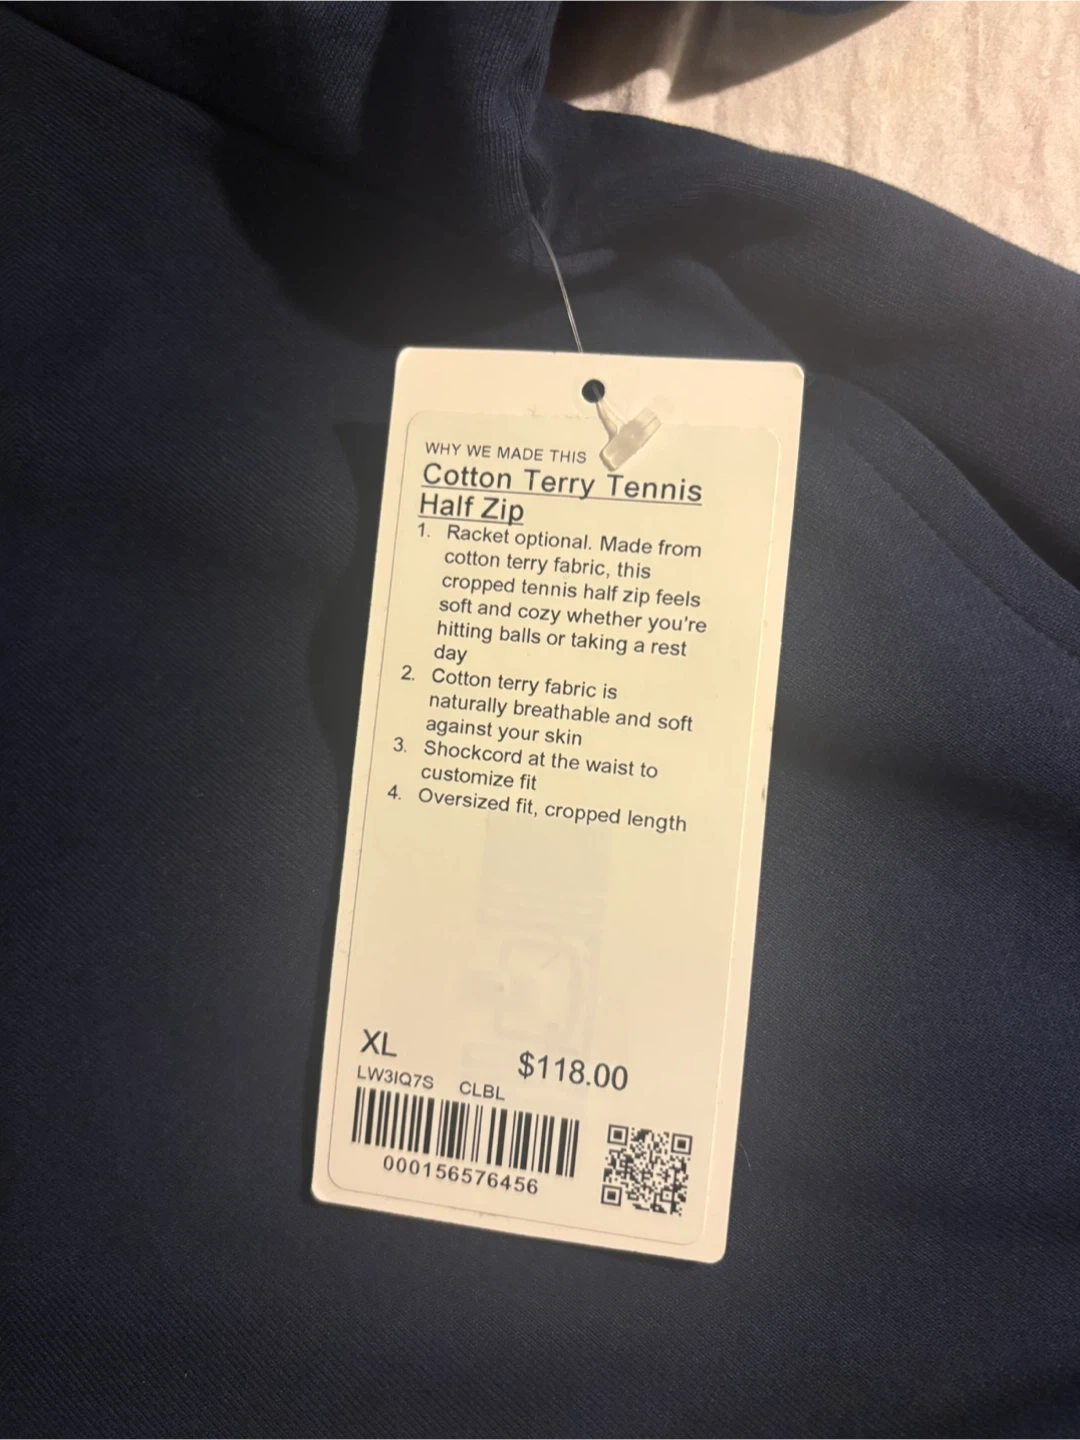 WHY WE MADE THIS
Cotton Terry Tennis
Half Zip
1. Racket optional. Made from
cotton terry fabric, this
cropped tennis half zip feels
soft and cozy whether you're
hitting balls or taking a rest
day
2. Cotton terry fabric is
naturally breathable and soft
against your skin
3. Shockcord at the waist to
customize fit
4. Oversized fit, cropped length
XL $118.00
LW3IQ7S CLBL
000156576456